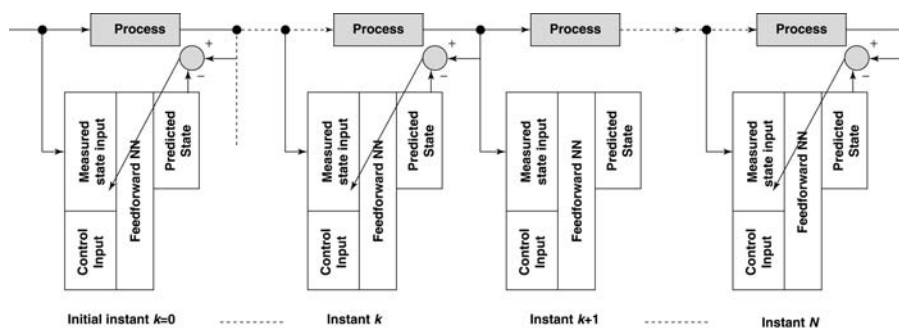 Process
Process
Process
Process
+
−
+
−
+
−
Measured
state input
Control
Input
Feedforward NN
Predicted
State
Measured
state input
Control
Input
Feedforward NN
Predicted
State
Measured
state input
Control
Input
Feedforward NN
Predicted
State
Measured
state input
Control
Input
Feedforward NN
Predicted
State
Initial instant k=0
Instant k
Instant k+1
Instant N